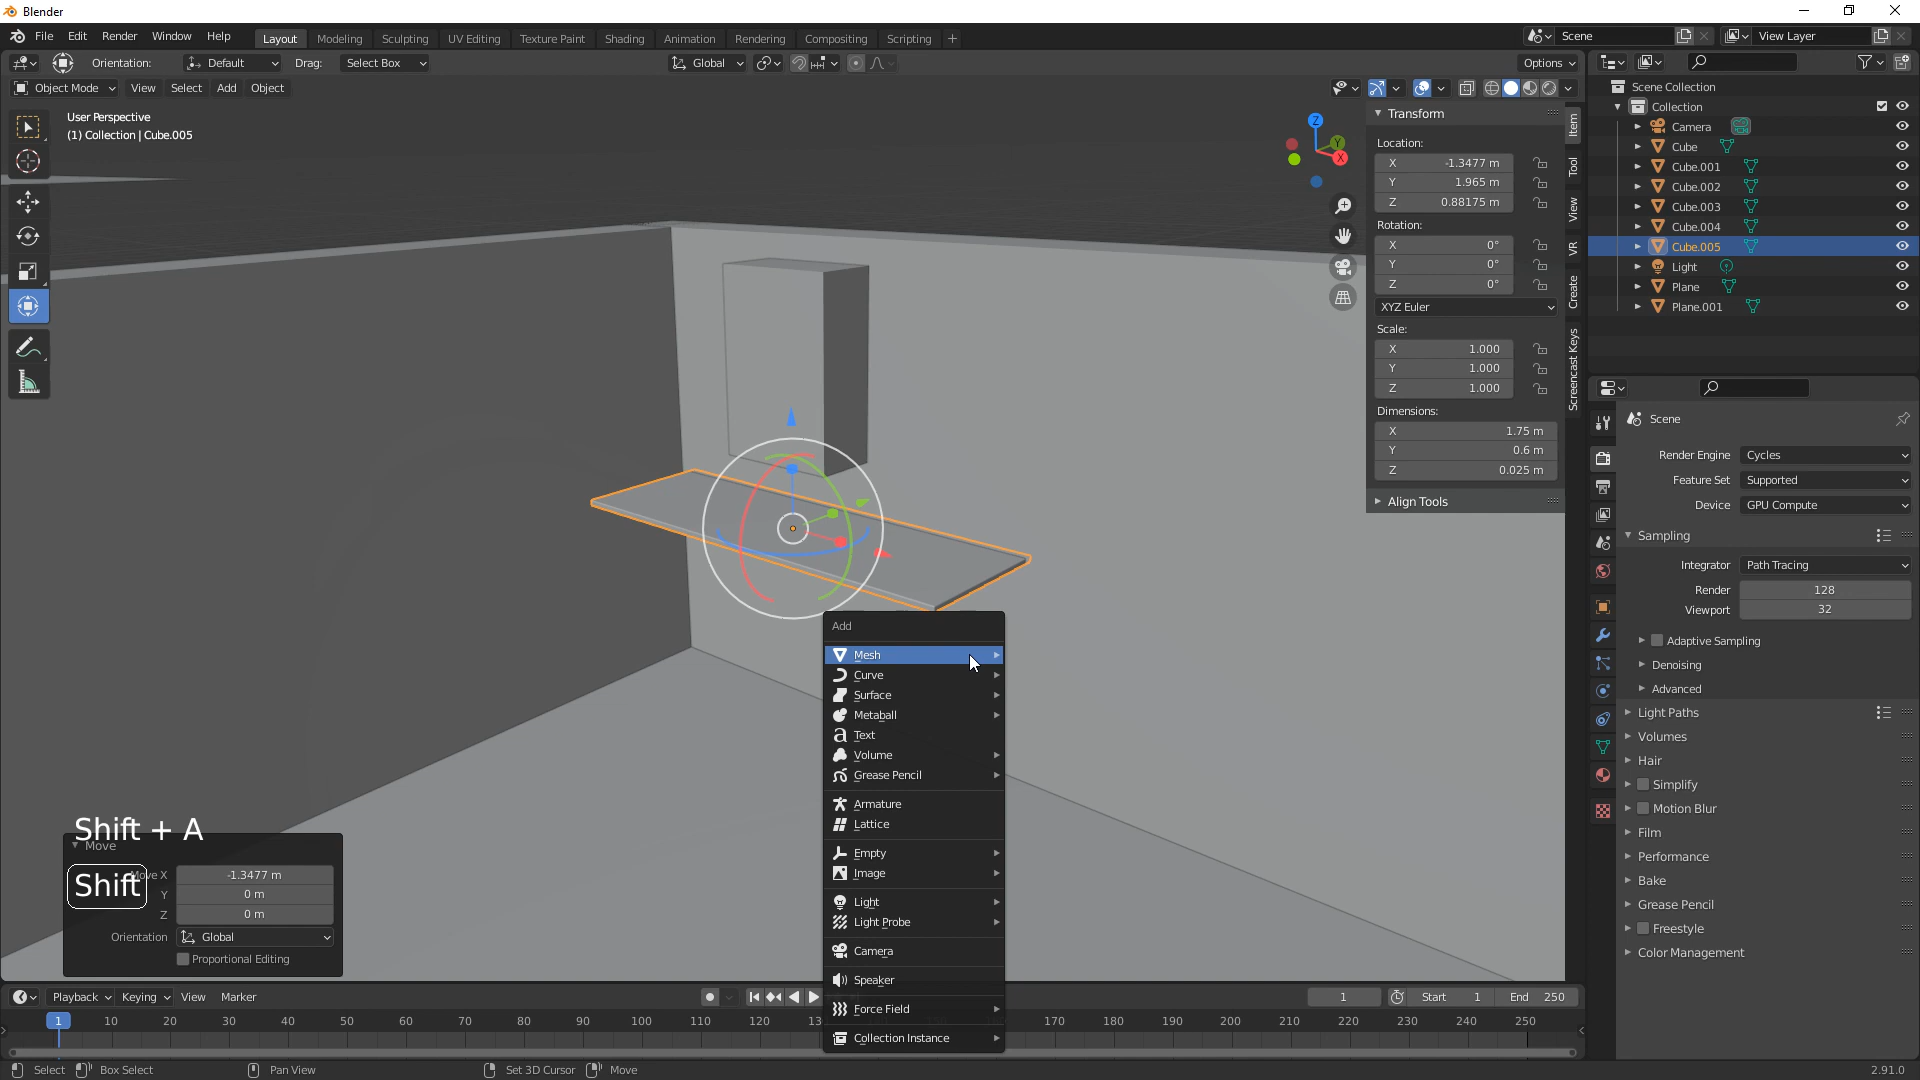 Blender
File Edit Render Window Help
Layout Modeling Sculpting UV Editing Texture Paint Shading Animation Rendering Compositing Scripting +
Scene
View Layer
Orientation: Default Drag: Select Box
Global
Options
Object Mode View Select Add Object
User Perspective
(1) Collection | Cube.005
Z
Y
X
Transform
Location:
X -1.3477 m
Y 1.965 m
Z 0.88175 m
Rotation:
X 0°
Y 0°
Z 0°
XYZ Euler
Scale:
X 1.000
Y 1.000
Z 1.000
Dimensions:
X 1.75 m
Y 0.6 m
Z 0.025 m
Align Tools
Item
Tool
View
VR
Create
Screencast Keys
Scene Collection
Collection
Camera
Cube
Cube.001
Cube.002
Cube.003
Cube.004
Cube.005
Light
Plane
Plane.001
Scene
Render Engine Cycles
Feature Set Supported
Device GPU Compute
Sampling
Integrator Path Tracing
Render 128
Viewport 32
Adaptive Sampling
Denoising
Advanced
Light Paths
Volumes
Hair
Simplify
Motion Blur
Film
Performance
Bake
Grease Pencil
Freestyle
Color Management
Add
Mesh
Curve
Surface
Metaball
Text
Volume
Grease Pencil
Armature
Lattice
Empty
Image
Light
Light Probe
Camera
Speaker
Force Field
Collection Instance
Shift + A
Move
Shift
X -1.3477 m
Y 0 m
Z 0 m
Orientation Global
Proportional Editing
Playback Keying View Marker
1 Start 1 End 250
1 10 20 30 40 50 60 70 80 90 100 110 120 170 180 190 200 210 220 230 240 250
Select Box Select Pan View Set 3D Cursor Move
2.91.0